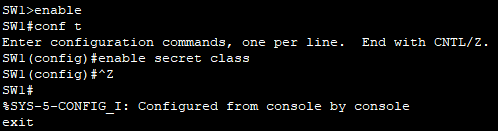 SW1>enable
SW1#conf t
Enter configuration commands, one per line.  End with CNTL/Z.
SW1(config)#enable secret class
SW1(config)#^Z
SW1#
%SYS-5-CONFIG_I: Configured from console by console
exit